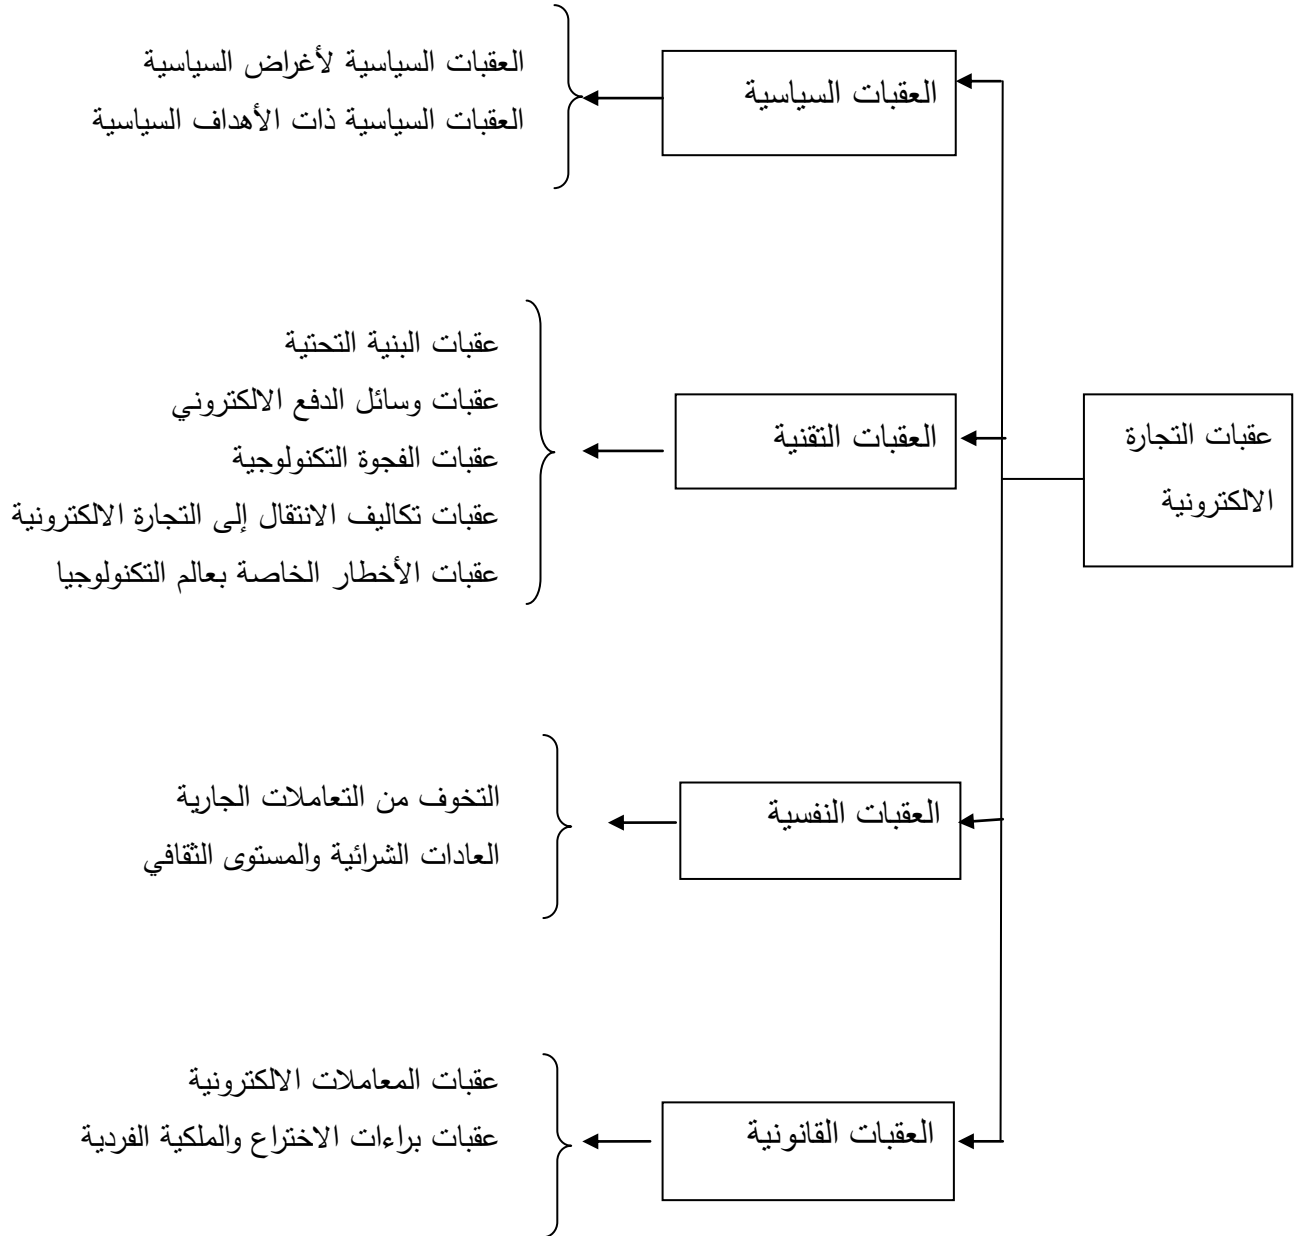 عقبات التجارة
الالكترونية
العقبات السياسية
العقبات السياسية لأغراض السياسية
العقبات السياسية ذات الأهداف السياسية
العقبات التقنية
عقبات البنية التحتية
عقبات وسائل الدفع الالكتروني
عقبات الفجوة التكنولوجية
عقبات تكاليف الانتقال إلى التجارة الالكترونية
عقبات الأخطار الخاصة بعالم التكنولوجيا
العقبات النفسية
التخوف من التعاملات الجارية
العادات الشرائية والمستوى الثقافي
العقبات القانونية
عقبات المعاملات الالكترونية
عقبات براءات الاختراع والملكية الفردية